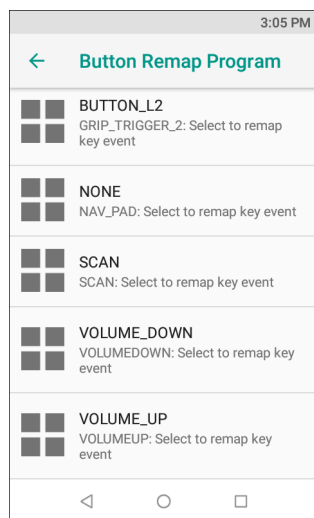 3:05 PM
Button Remap Program
BUTTON_L2
GRIP_TRIGGER_2: Select to remap
key event
NONE
NAV_PAD: Select to remap key event
SCAN
SCAN: Select to remap key event
VOLUME_DOWN
VOLUMEDOWN: Select to remap key
event
VOLUME_UP
VOLUMEUP: Select to remap key
event